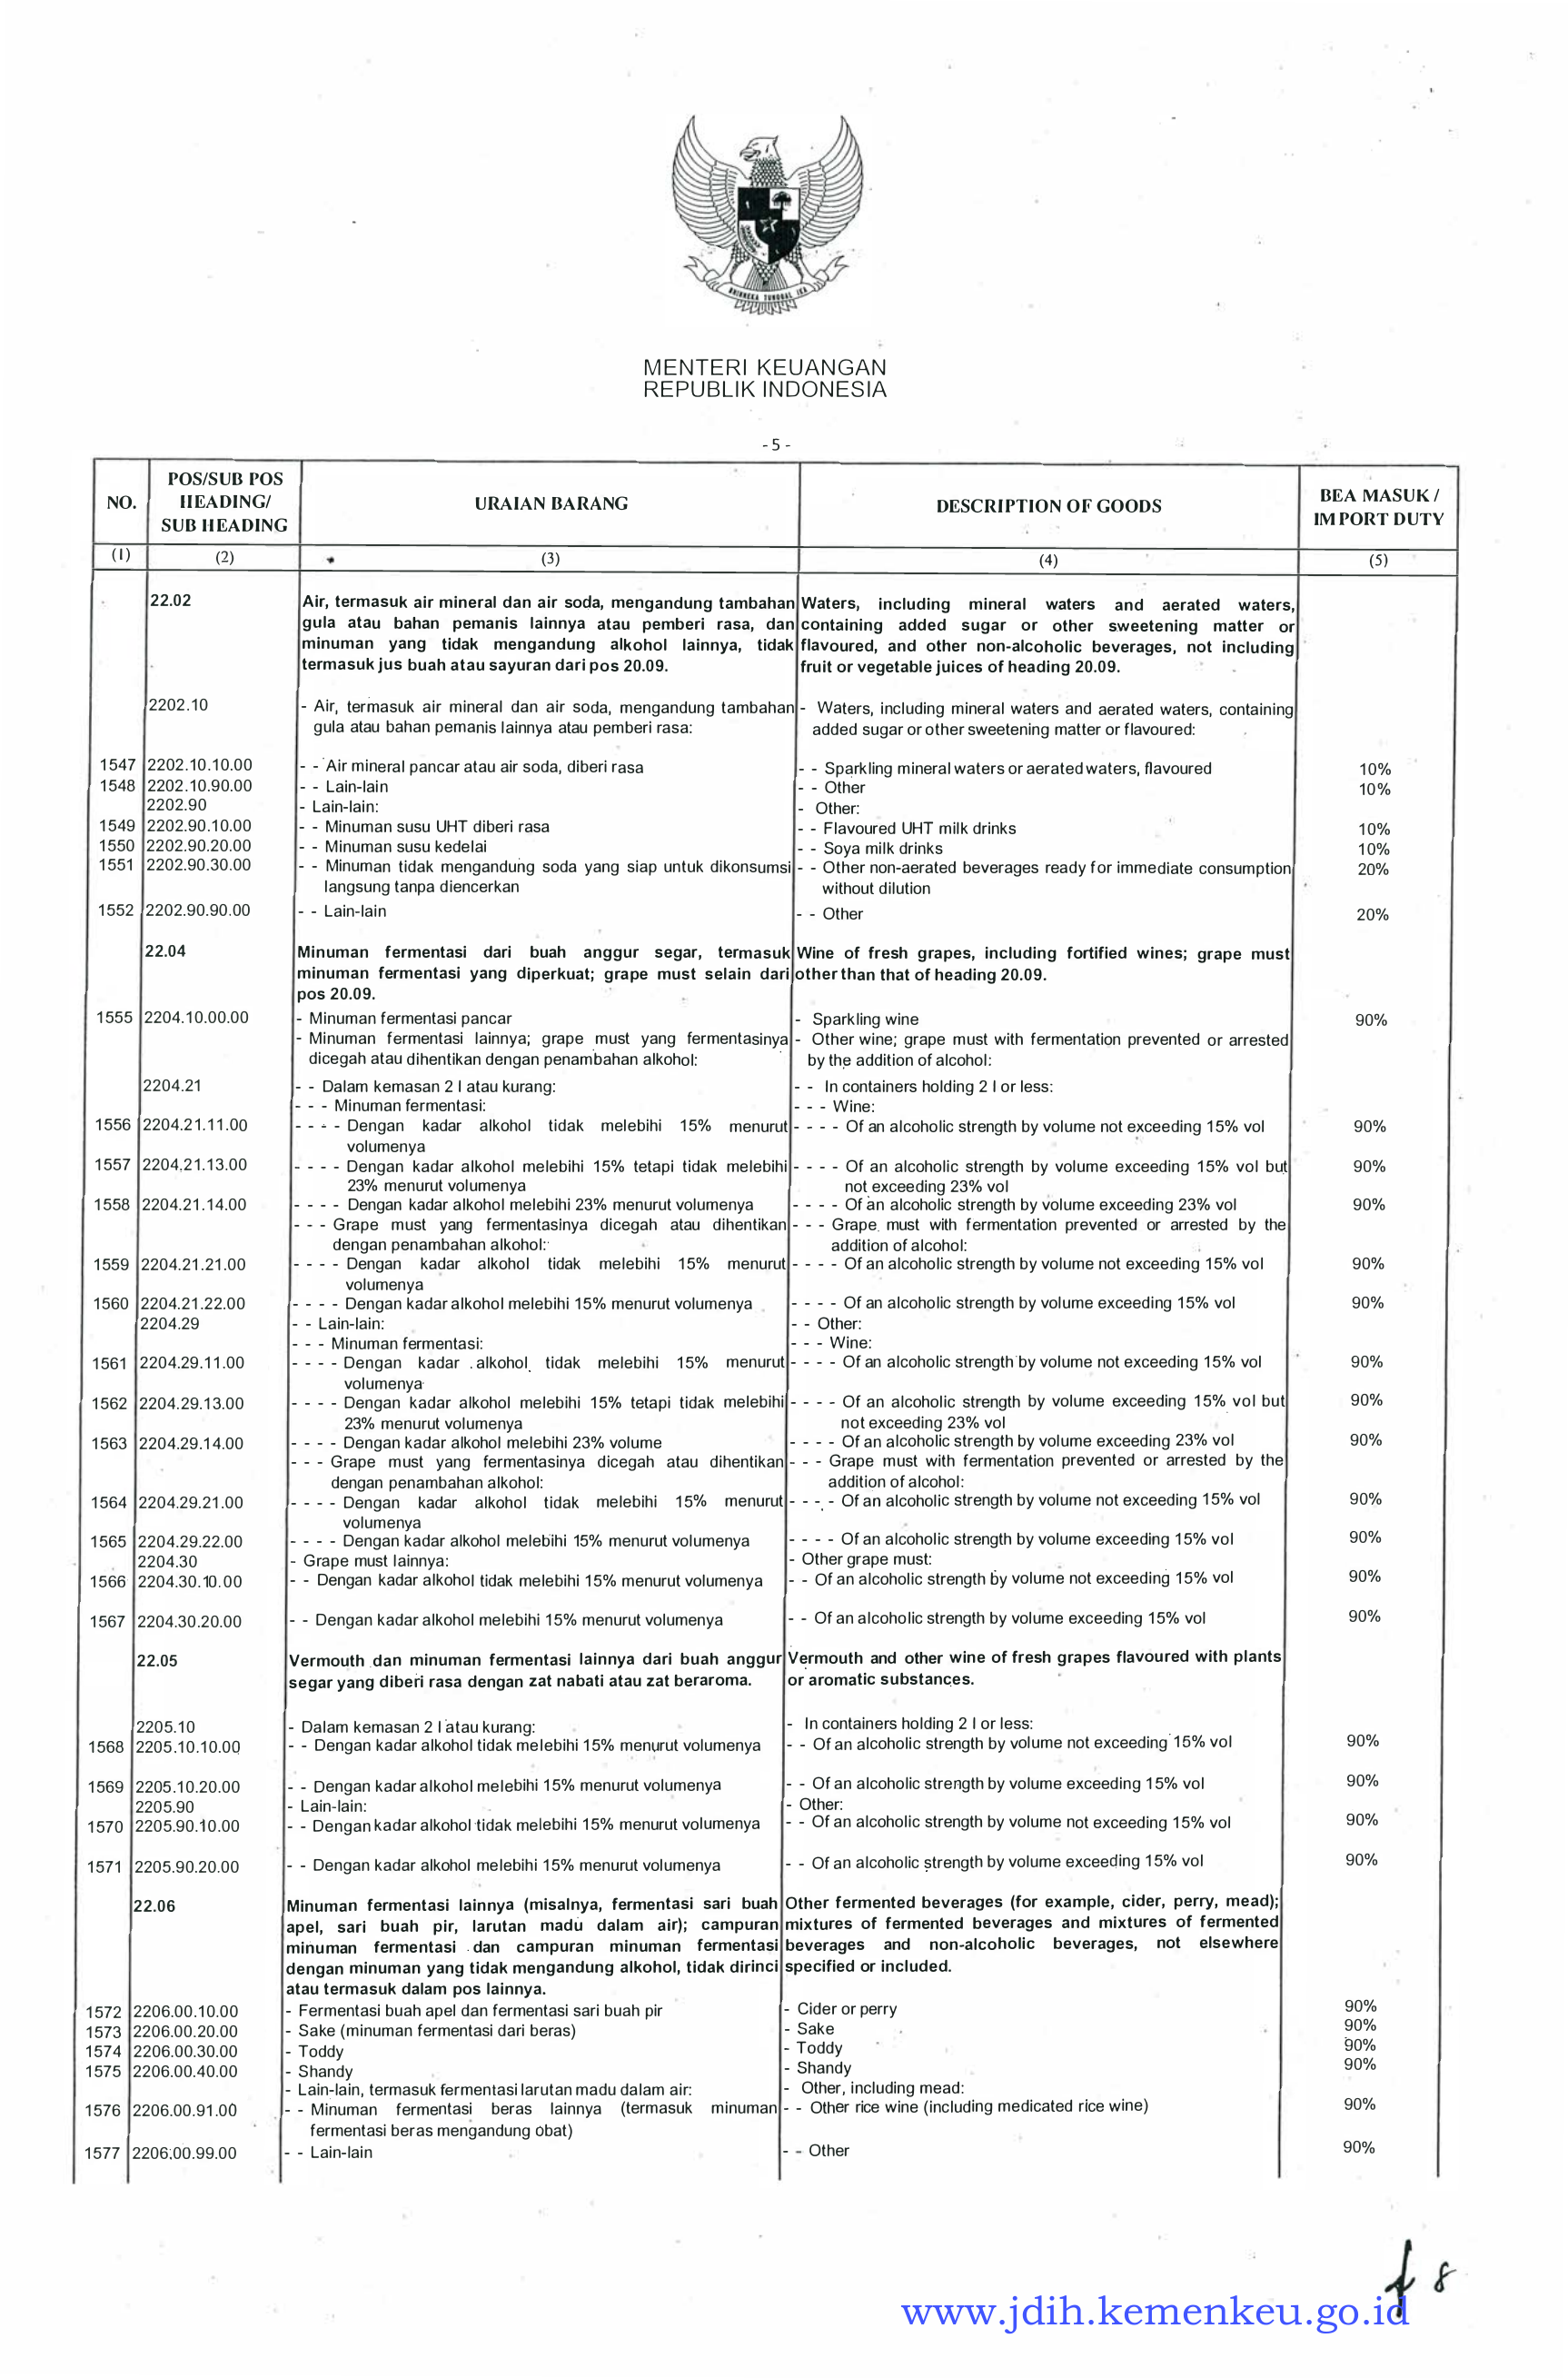 BHINNEKA TUNGGAL IKA
MENTERI KEUANGAN
REPUBLIK INDONESIA
- 5 -
NO.
POS/SUB POS
HEADING/
SUB HEADING
URAIAN BARANG
DESCRIPTION OF GOODS
BEA MASUK /
IMPORT DUTY
(1) (2) (3) (4) (5)
22.02 Air, termasuk air mineral dan air soda, mengandung tambahan Waters, including mineral waters and aerated waters,
gula atau bahan pemanis lainnya atau pemberi rasa, dan containing added sugar or other sweetening matter or
minuman yang tidak mengandung alkohol lainnya, tidak flavoured, and other non-alcoholic beverages, not including
termasuk jus buah atau sayuran dari pos 20.09. fruit or vegetable juices of heading 20.09.
2202.10 - Air, termasuk air mineral dan air soda, mengandung tambahan - Waters, including mineral waters and aerated waters, containing
gula atau bahan pemanis lainnya atau pemberi rasa: added sugar or other sweetening matter or flavoured:
1547 2202.10.10.00 - - Air mineral pancar atau air soda, diberi rasa - - Sparkling mineral waters or aerated waters, flavoured 10%
1548 2202.10.90.00 - - Lain-lain - - Other 10%
2202.90 - Lain-lain: - Other:
1549 2202.90.10.00 - - Minuman susu UHT diberi rasa - - Flavoured UHT milk drinks 10%
1550 2202.90.20.00 - - Minuman susu kedelai - - Soya milk drinks 10%
1551 2202.90.30.00 - - Minuman tidak mengandung soda yang siap untuk dikonsumsi - - Other non-aerated beverages ready for immediate consumption 20%
langsung tanpa diencerkan without dilution
1552 2202.90.90.00 - - Lain-lain - - Other 20%
22.04 Minuman fermentasi dari buah anggur segar, termasuk Wine of fresh grapes, including fortified wines; grape must
minuman fermentasi yang diperkuat; grape must selain dari other than that of heading 20.09.
pos 20.09.
1555 2204.10.00.00 - Minuman fermentasi pancar - Sparkling wine 90%
- Minuman fermentasi lainnya; grape must yang fermentasinya - Other wine; grape must with fermentation prevented or arrested
dicegah atau dihentikan dengan penambahan alkohol: by the addition of alcohol:
2204.21 - - Dalam kemasan 2 l atau kurang: - - In containers holding 2 l or less:
- - - Minuman fermentasi: - - - Wine:
1556 2204.21.11.00 - - - - Dengan kadar alkohol tidak melebihi 15% menurut - - - - Of an alcoholic strength by volume not exceeding 15% vol 90%
volumenya
1557 2204.21.13.00 - - - - Dengan kadar alkohol melebihi 15% tetapi tidak melebihi - - - - Of an alcoholic strength by volume exceeding 15% vol but 90%
23% menurut volumenya not exceeding 23% vol
1558 2204.21.14.00 - - - - Dengan kadar alkohol melebihi 23% menurut volumenya - - - - Of an alcoholic strength by volume exceeding 23% vol 90%
- - - Grape must yang fermentasinya dicegah atau dihentikan - - - Grape must with fermentation prevented or arrested by the
dengan penambahan alkohol: addition of alcohol:
1559 2204.21.21.00 - - - - Dengan kadar alkohol tidak melebihi 15% menurut - - - - Of an alcoholic strength by volume not exceeding 15% vol 90%
volumenya
1560 2204.21.22.00 - - - - Dengan kadar alkohol melebihi 15% menurut volumenya - - - - Of an alcoholic strength by volume exceeding 15% vol 90%
2204.29 - - Lain-lain: - - Other:
- - - Minuman fermentasi: - - - Wine:
1561 2204.29.11.00 - - - - Dengan kadar alkohol tidak melebihi 15% menurut - - - - Of an alcoholic strength by volume not exceeding 15% vol 90%
volumenya
1562 2204.29.13.00 - - - - Dengan kadar alkohol melebihi 15% tetapi tidak melebihi - - - - Of an alcoholic strength by volume exceeding 15% vol but 90%
23% menurut volumenya not exceeding 23% vol
1563 2204.29.14.00 - - - - Dengan kadar alkohol melebihi 23% volume - - - - Of an alcoholic strength by volume exceeding 23% vol 90%
- - - Grape must yang fermentasinya dicegah atau dihentikan - - - Grape must with fermentation prevented or arrested by the
dengan penambahan alkohol: addition of alcohol:
1564 2204.29.21.00 - - - - Dengan kadar alkohol tidak melebihi 15% menurut - - - - Of an alcoholic strength by volume not exceeding 15% vol 90%
volumenya
1565 2204.29.22.00 - - - - Dengan kadar alkohol melebihi 15% menurut volumenya - - - - Of an alcoholic strength by volume exceeding 15% vol 90%
2204.30 - Grape must lainnya: - Other grape must:
1566 2204.30.10.00 - - Dengan kadar alkohol tidak melebihi 15% menurut volumenya - - Of an alcoholic strength by volume not exceeding 15% vol 90%
1567 2204.30.20.00 - - Dengan kadar alkohol melebihi 15% menurut volumenya - - Of an alcoholic strength by volume exceeding 15% vol 90%
22.05 Vermouth dan minuman fermentasi lainnya dari buah anggur Vermouth and other wine of fresh grapes flavoured with plants
segar yang diberi rasa dengan zat nabati atau zat beraroma. or aromatic substances.
2205.10 - Dalam kemasan 2 l atau kurang: - In containers holding 2 l or less:
1568 2205.10.10.00 - - Dengan kadar alkohol tidak melebihi 15% menurut volumenya - - Of an alcoholic strength by volume not exceeding 15% vol 90%
1569 2205.10.20.00 - - Dengan kadar alkohol melebihi 15% menurut volumenya - - Of an alcoholic strength by volume exceeding 15% vol 90%
2205.90 - Lain-lain: - Other:
1570 2205.90.10.00 - - Dengan kadar alkohol tidak melebihi 15% menurut volumenya - - Of an alcoholic strength by volume not exceeding 15% vol 90%
1571 2205.90.20.00 - - Dengan kadar alkohol melebihi 15% menurut volumenya - - Of an alcoholic strength by volume exceeding 15% vol 90%
22.06 Minuman fermentasi lainnya (misalnya, fermentasi sari buah Other fermented beverages (for example, cider, perry, mead);
apel, sari buah pir, larutan madu dalam air); campuran mixtures of fermented beverages and mixtures of fermented
minuman fermentasi dan campuran minuman fermentasi beverages and non-alcoholic beverages, not elsewhere
dengan minuman yang tidak mengandung alkohol, tidak dirinci specified or included.
atau termasuk dalam pos lainnya.
1572 2206.00.10.00 - Fermentasi buah apel dan fermentasi sari buah pir - Cider or perry 90%
1573 2206.00.20.00 - Sake (minuman fermentasi dari beras) - Sake 90%
1574 2206.00.30.00 - Toddy - Toddy 90%
1575 2206.00.40.00 - Shandy - Shandy 90%
- Lain-lain, termasuk fermentasi larutan madu dalam air: - Other, including mead:
1576 2206.00.91.00 - - Minuman fermentasi beras lainnya (termasuk minuman - - Other rice wine (including medicated rice wine) 90%
fermentasi beras mengandung obat)
1577 2206.00.99.00 - - Lain-lain - - Other 90%
www.jdih.kemenkeu.go.id